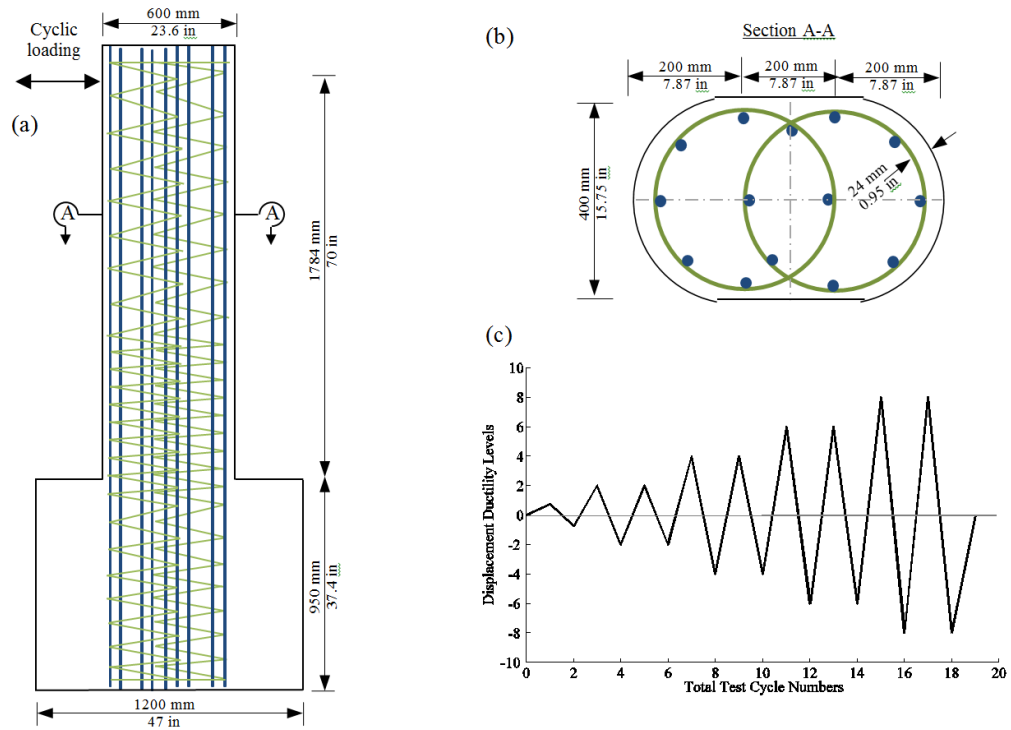 600 mm
23.6 in
Cyclic
loading
(a)
A
A
1784 mm
70 in
950 mm
37.4 in
1200 mm
47 in
(b)
Section A-A
200 mm
7.87 in
200 mm
7.87 in
200 mm
7.87 in
400 mm
15.75 in
24 mm
0.95 in
(c)
Displacement Ductility Levels
10
8
6
4
2
0
-2
-4
-6
-8
-10
0 2 4 6 8 10 12 14 16 18 20
Total Test Cycle Numbers